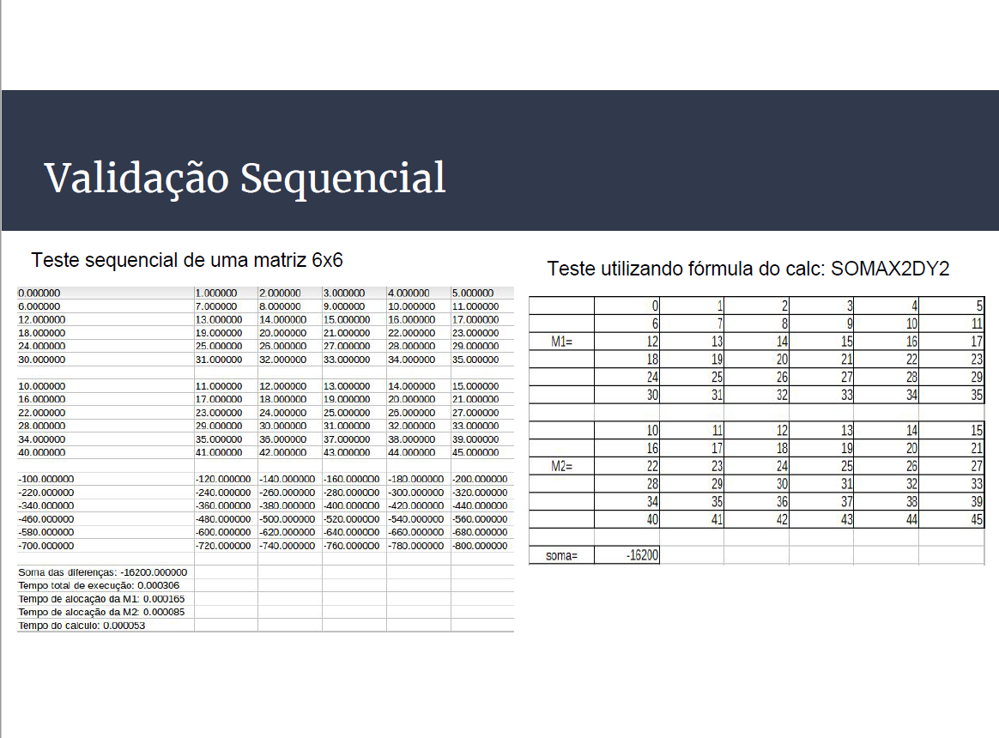 Validação Sequencial
Teste sequencial de uma matriz 6x6
0.000000 1.000000 2.000000 3.000000 4.000000 5.000000
6.000000 7.000000 8.000000 9.000000 10.000000 11.000000
12.000000 13.000000 14.000000 15.000000 16.000000 17.000000
18.000000 19.000000 20.000000 21.000000 22.000000 23.000000
24.000000 25.000000 26.000000 27.000000 28.000000 29.000000
30.000000 31.000000 32.000000 33.000000 34.000000 35.000000
10.000000 11.000000 12.000000 13.000000 14.000000 15.000000
16.000000 17.000000 18.000000 19.000000 20.000000 21.000000
22.000000 23.000000 24.000000 25.000000 26.000000 27.000000
28.000000 29.000000 30.000000 31.000000 32.000000 33.000000
34.000000 35.000000 36.000000 37.000000 38.000000 39.000000
40.000000 41.000000 42.000000 43.000000 44.000000 45.000000
-100.000000 -120.000000 -140.000000 -160.000000 -180.000000 -200.000000
-220.000000 -240.000000 -260.000000 -280.000000 -300.000000 -320.000000
-340.000000 -360.000000 -380.000000 -400.000000 -420.000000 -440.000000
-460.000000 -480.000000 -500.000000 -520.000000 -540.000000 -560.000000
-580.000000 -600.000000 -620.000000 -640.000000 -660.000000 -680.000000
-700.000000 -720.000000 -740.000000 -760.000000 -780.000000 -800.000000
Soma das diferenças: -16200.000000
Tempo total de execução: 0.000306
Tempo de alocação da M1: 0.000165
Tempo de alocação da M2: 0.000085
Tempo do calculo: 0.000053
Teste utilizando fórmula do calc: SOMAX2DY2
0 1 2 3 4 5
6 7 8 9 10 11
M1= 12 13 14 15 16 17
18 19 20 21 22 23
24 25 26 27 28 29
30 31 32 33 34 35
10 11 12 13 14 15
16 17 18 19 20 21
M2= 22 23 24 25 26 27
28 29 30 31 32 33
34 35 36 37 38 39
40 41 42 43 44 45
soma= -16200